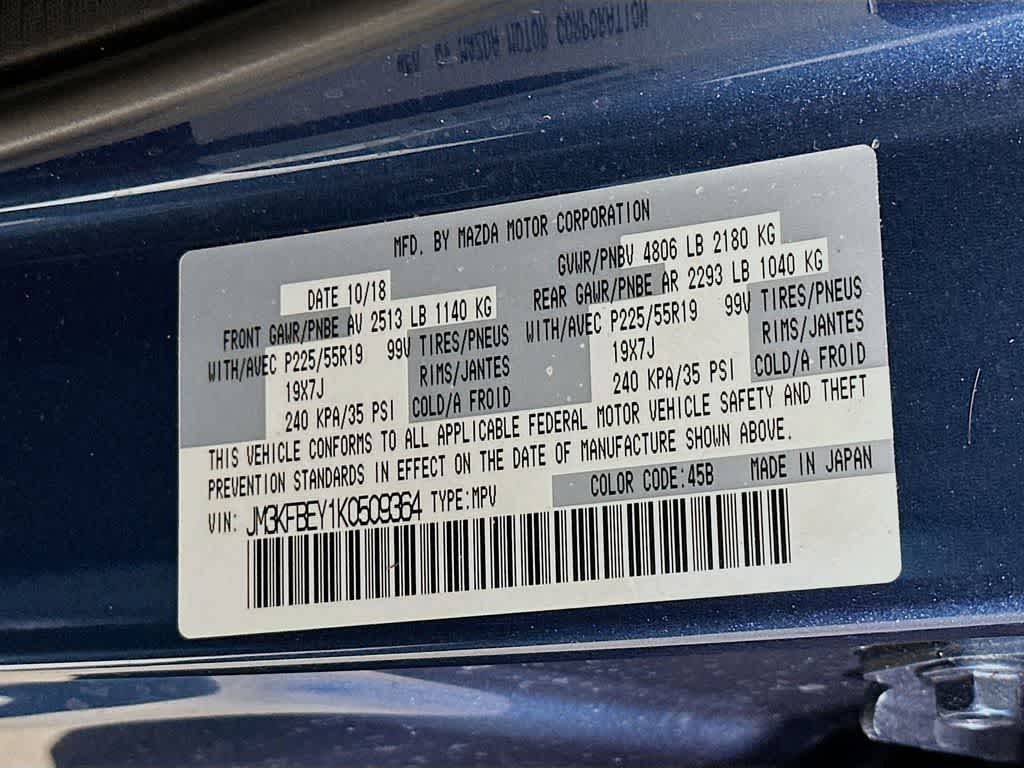 MFD. BY MAZDA MOTOR CORPORATION
DATE 10/18 GVWR/PNBV 4806 LB 2180 KG
FRONT GAWR/PNBE AV 2513 LB 1140 KG REAR GAWR/PNBE AR 2293 LB 1040 KG
WITH/AVEC P225/55R19 99V TIRES/PNEUS WITH/AVEC P225/55R19 99V TIRES/PNEUS
19X7J RIMS/JANTES 19X7J RIMS/JANTES
240 KPA/35 PSI COLD/A FROID 240 KPA/35 PSI COLD/A FROID
THIS VEHICLE CONFORMS TO ALL APPLICABLE FEDERAL MOTOR VEHICLE SAFETY AND THEFT
PREVENTION STANDARDS IN EFFECT ON THE DATE OF MANUFACTURE SHOWN ABOVE.
VIN: JM3KFBEY1K0509364 TYPE:MPV COLOR CODE:45B MADE IN JAPAN